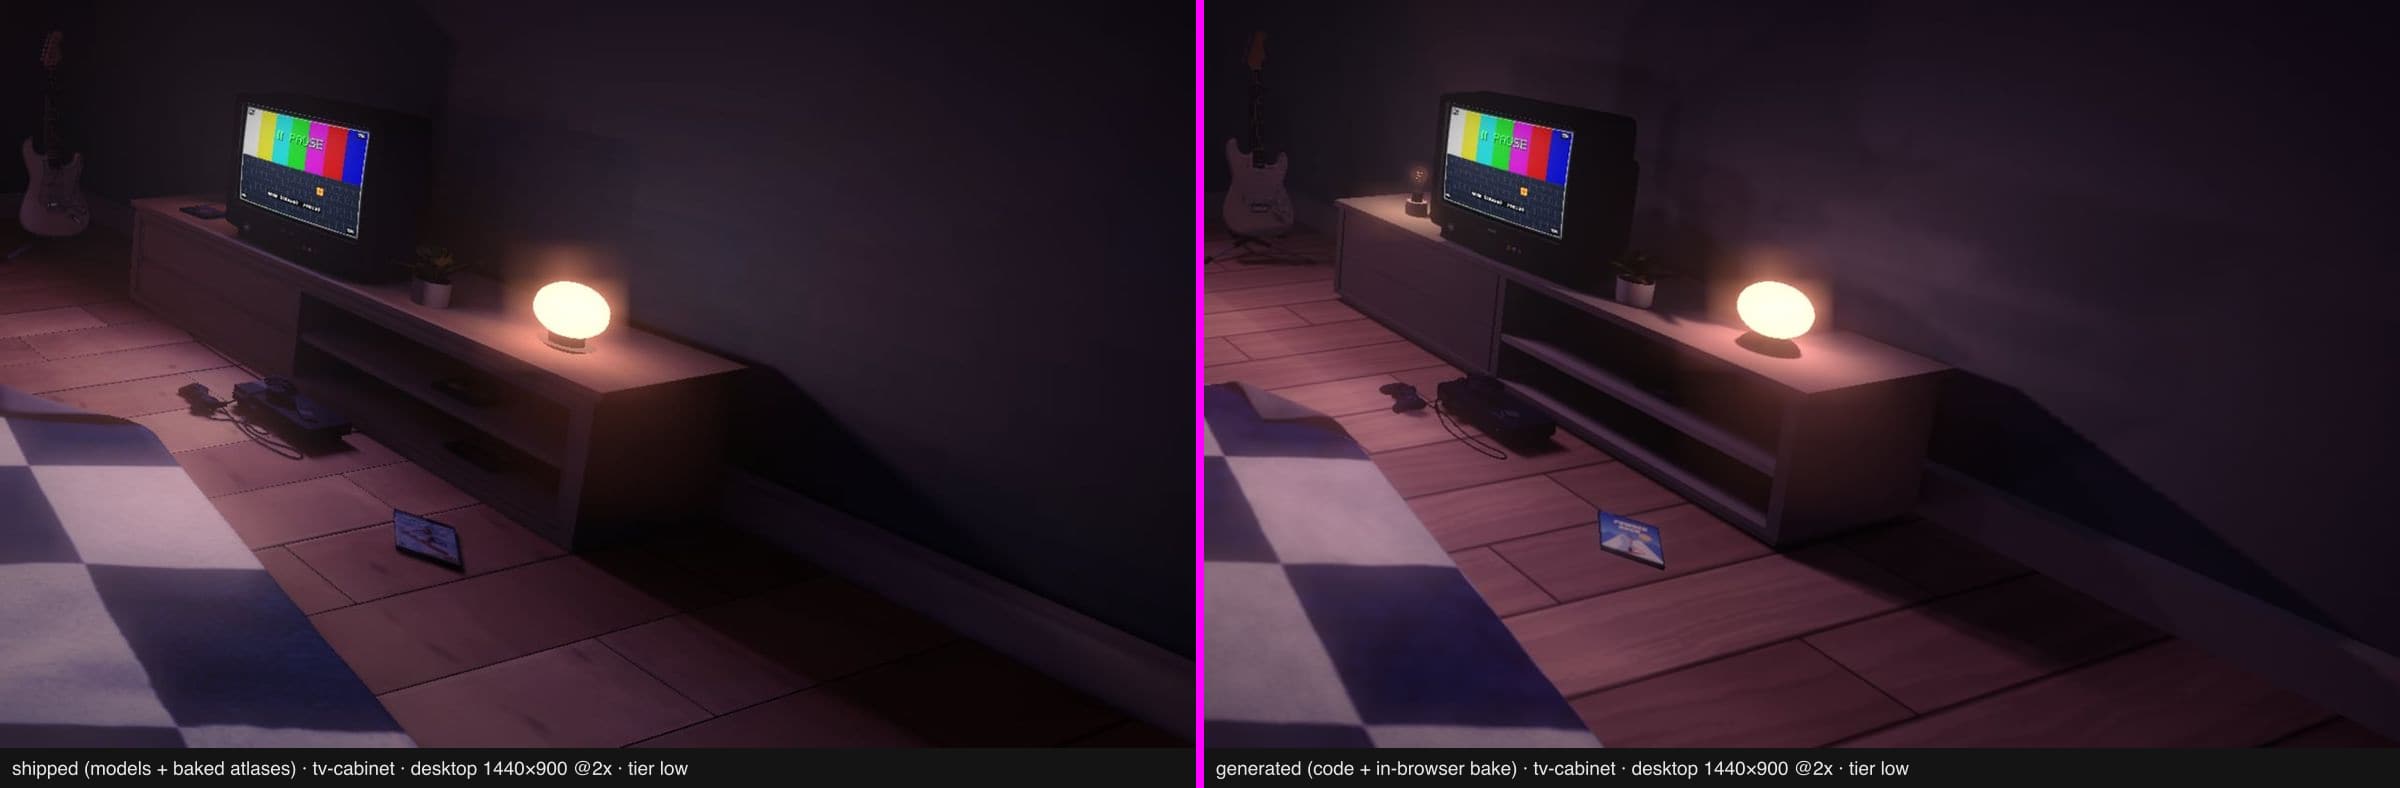 II PAUSE
II PAUSE
shipped (models + baked atlases) · tv-cabinet · desktop 1440×900 @2x · tier low
generated (code + in-browser bake) · tv-cabinet · desktop 1440×900 @2x · tier low